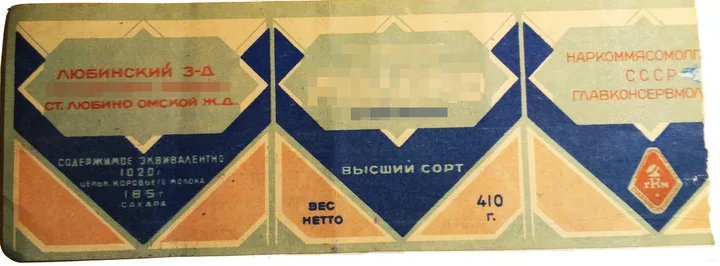 ЛЮБИНСКИЙ З-Д
СТ. ЛЮБИНО ОМСКОЙ Ж.Д.
СОДЕРЖИМОЕ ЭКВИВАЛЕНТНО
1020 г
ЦЕЛЬН. КОРОВЬЕГО МОЛОКА
185 г
САХАРА
ВЫСШИЙ СОРТ
ВЕС
НЕТТО
410
Г.
НАРКОММЯСОМОЛП
СССР
ГЛАВКОНСЕРВМОЛ
ГКМ